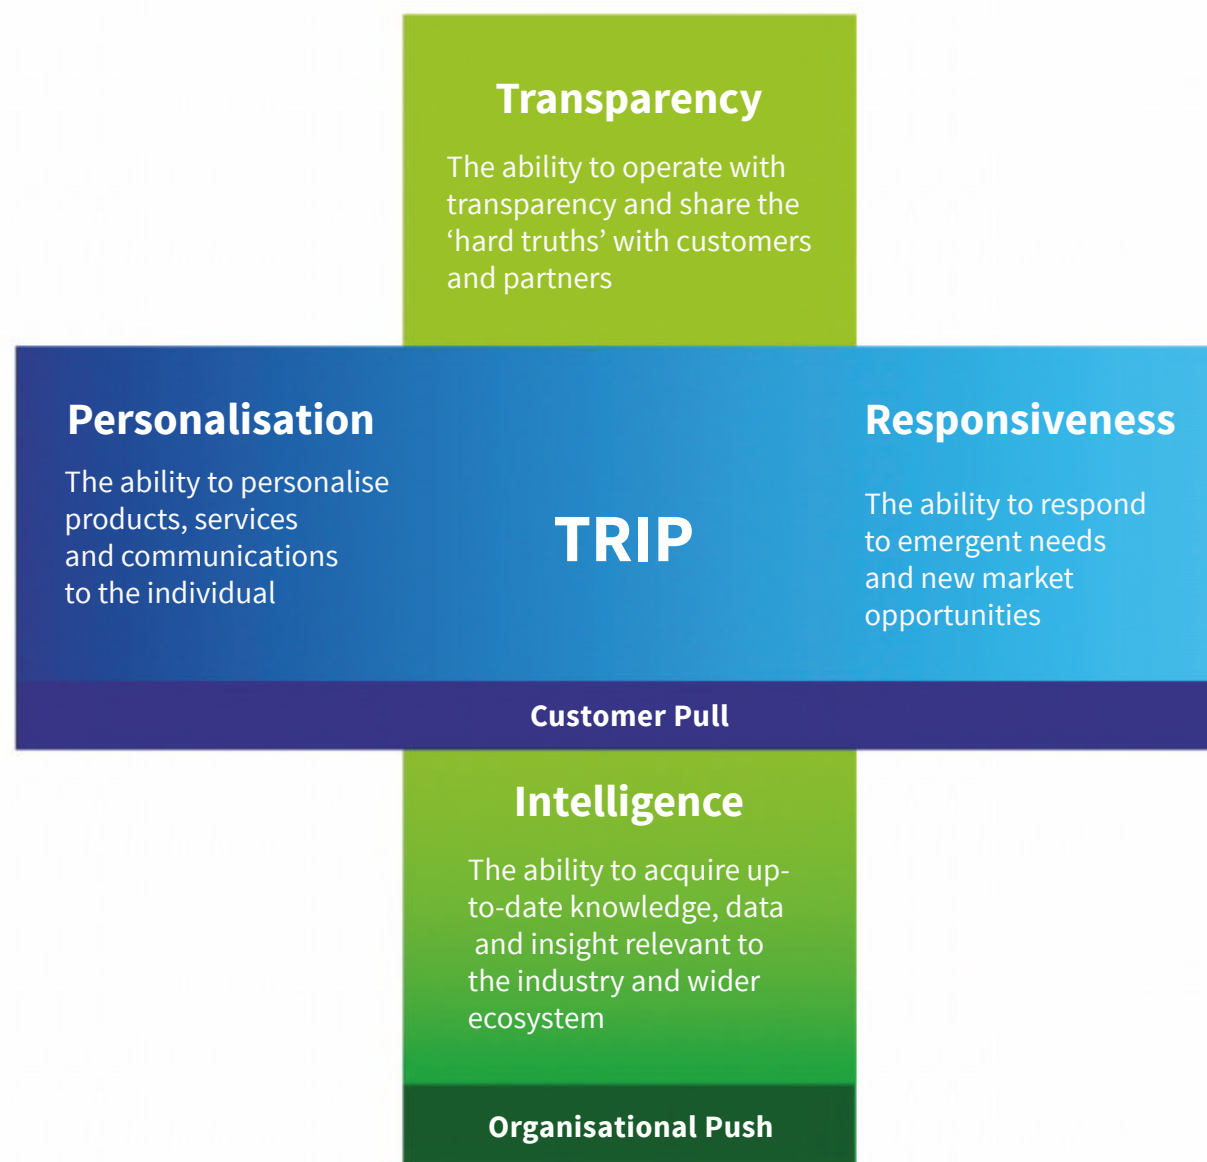 Transparency
The ability to operate with
transparency and share the
‘hard truths’ with customers
and partners
Personalisation
The ability to personalise
products, services
and communications
to the individual
TRIP
Responsiveness
The ability to respond
to emergent needs
and new market
opportunities
Customer Pull
Intelligence
The ability to acquire up-
to-date knowledge, data
and insight relevant to
the industry and wider
ecosystem
Organisational Push